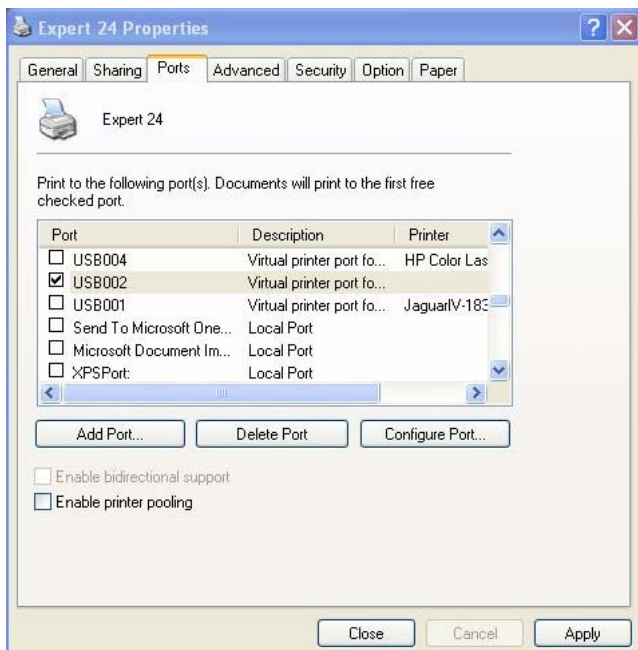 Expert 24 Properties
General Sharing Ports Advanced Security Option Paper
Expert 24
Print to the following port(s). Documents will print to the first free
checked port.
Port Description Printer
USB004 Virtual printer port fo... HP Color Las
USB002 Virtual printer port fo...
USB001 Virtual printer port fo... JaguarIV-183
Send To Microsoft One... Local Port
Microsoft Document Im... Local Port
XPSPort: Local Port
Add Port... Delete Port Configure Port...
Enable bidirectional support
Enable printer pooling
Close Cancel Apply